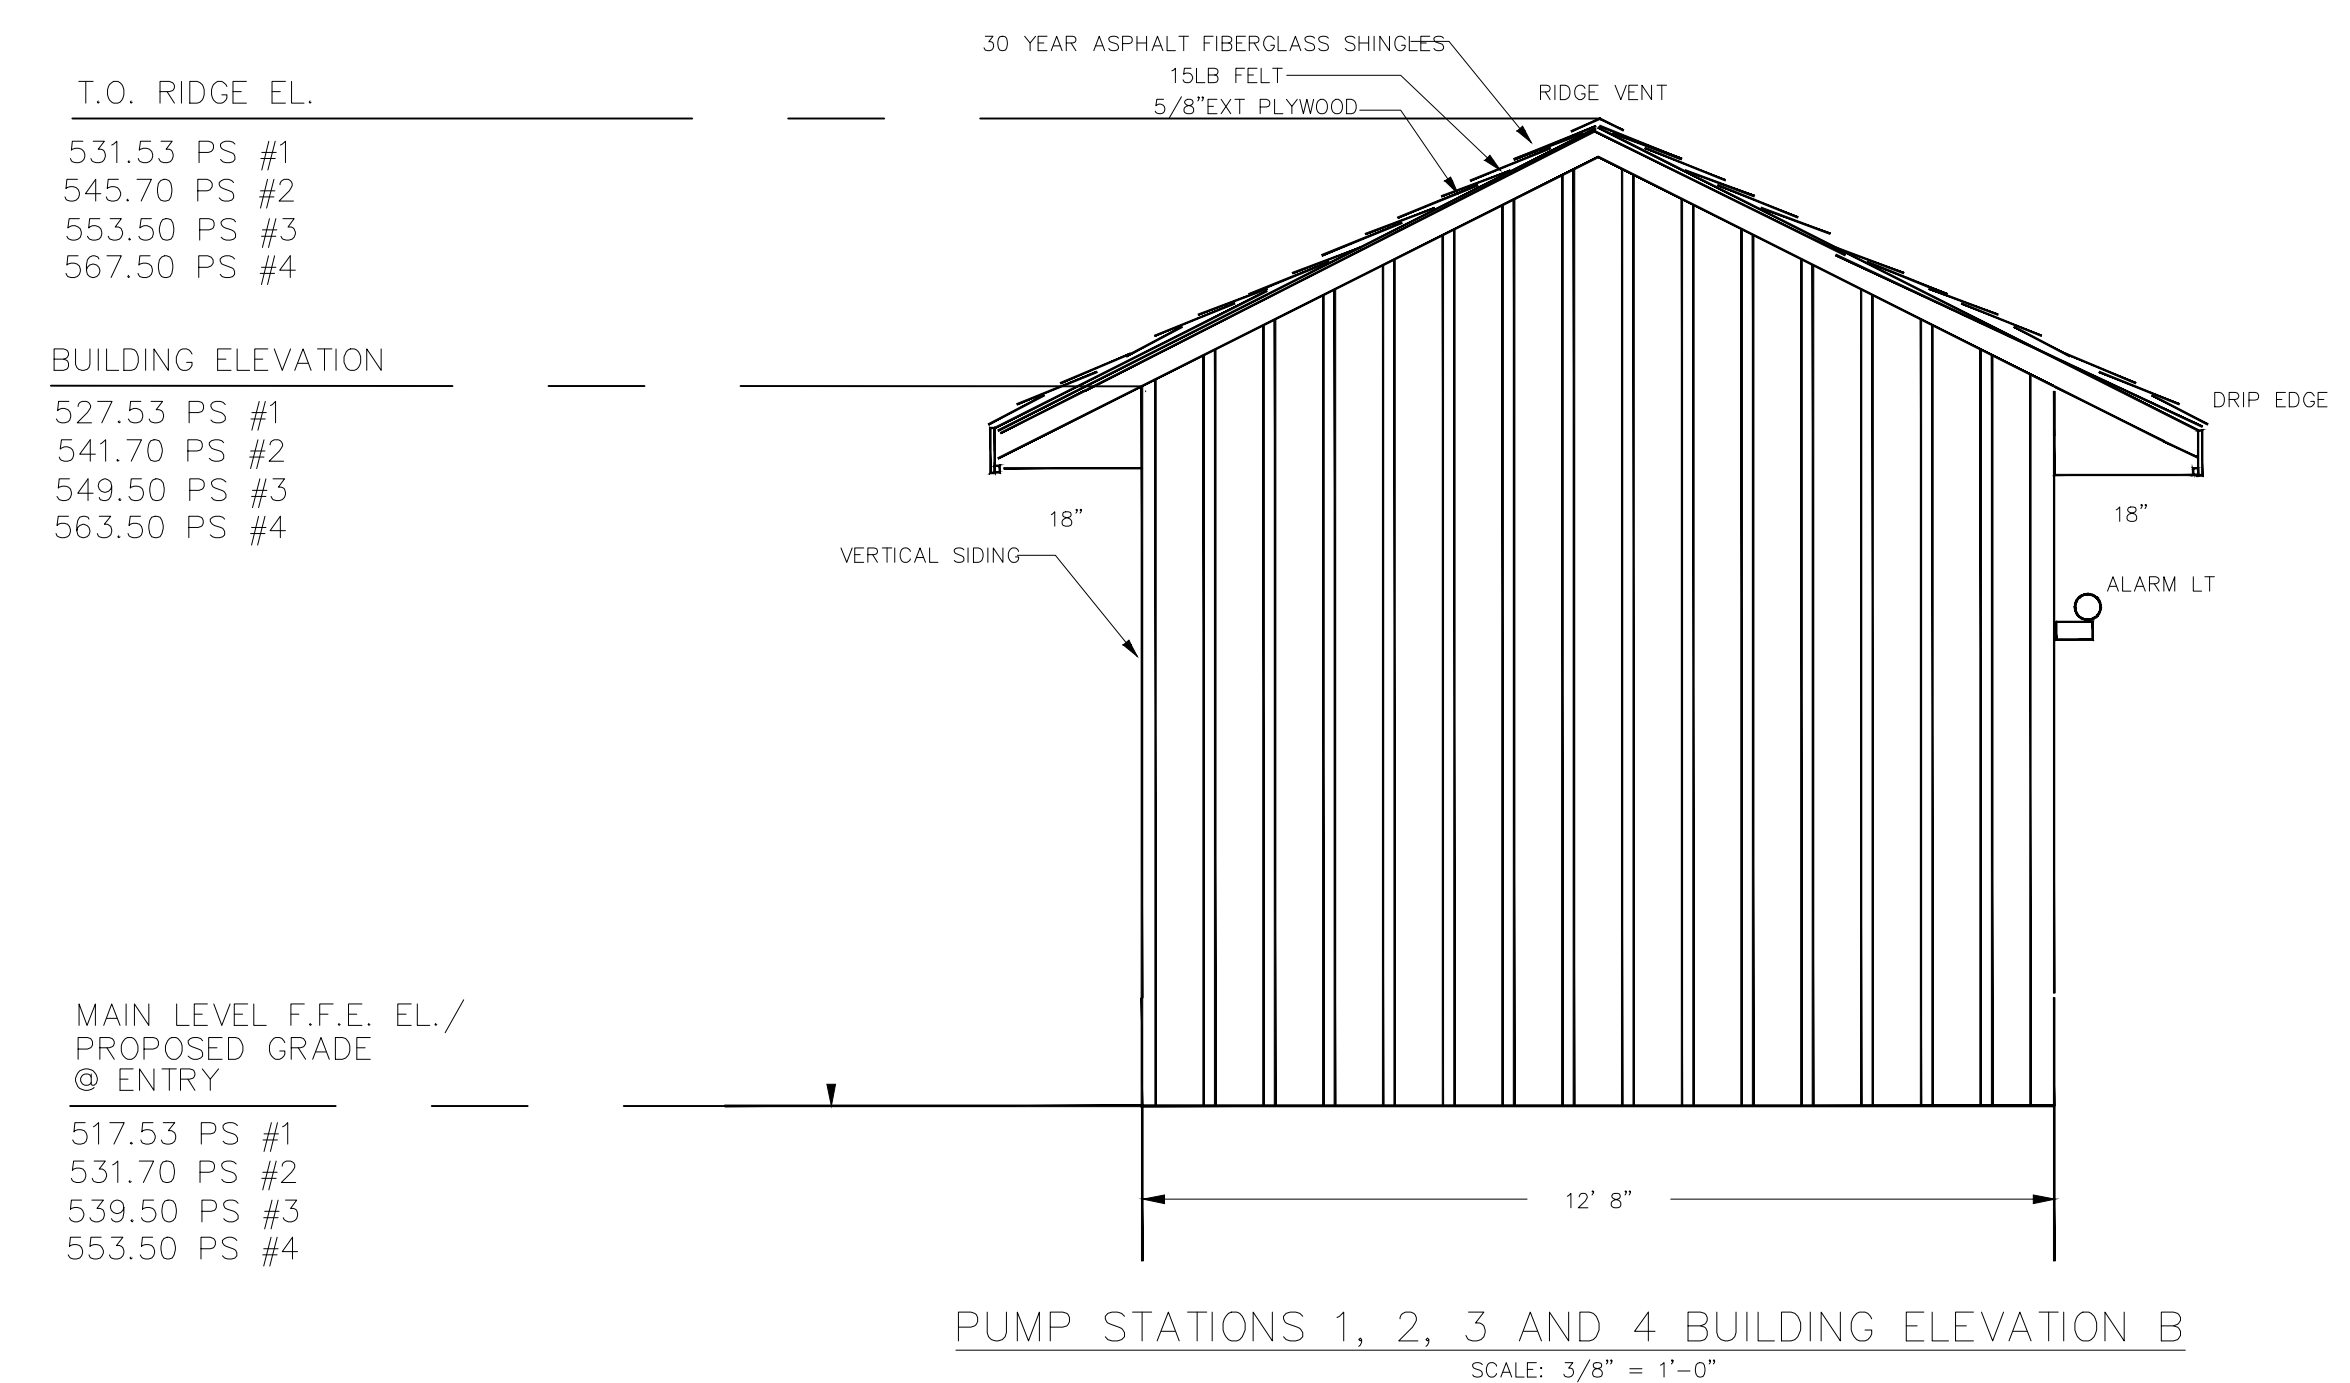 30 YEAR ASPHALT FIBERGLASS SHINGLES
15LB FELT
5/8"EXT PLYWOOD
RIDGE VENT
T.O. RIDGE EL.
531.53 PS #1
545.70 PS #2
553.50 PS #3
567.50 PS #4
BUILDING ELEVATION
527.53 PS #1
541.70 PS #2
549.50 PS #3
563.50 PS #4
DRIP EDGE
18"
18"
VERTICAL SIDING
ALARM LT
MAIN LEVEL F.F.E. EL./
PROPOSED GRADE
@ ENTRY
517.53 PS #1
531.70 PS #2
539.50 PS #3
553.50 PS #4
12' 8"
PUMP STATIONS 1, 2, 3 AND 4 BUILDING ELEVATION B
SCALE: 3/8" = 1'-0"